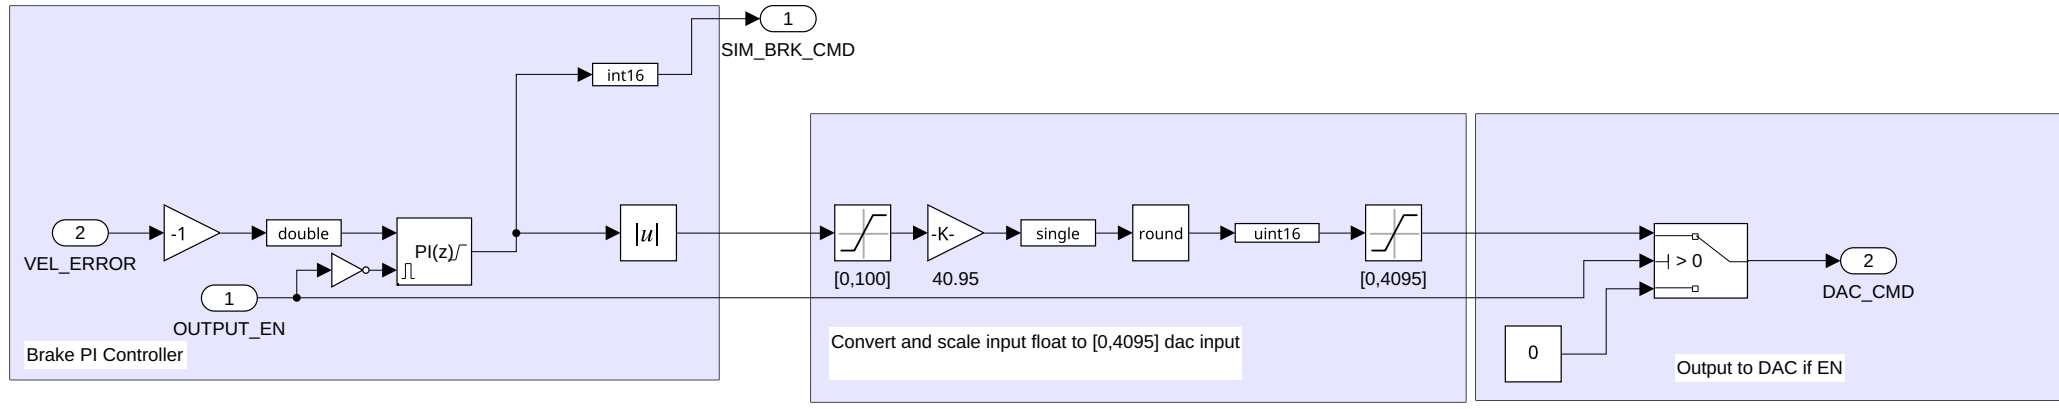 1
SIM_BRK_CMD
int16
2
VEL_ERROR
-1
double
PI(z)
|u|
1
OUTPUT_EN
Brake PI Controller
[0,100]
-K-
40.95
single
round
uint16
[0,4095]
Convert and scale input float to [0,4095] dac input
> 0
2
DAC_CMD
0
Output to DAC if EN